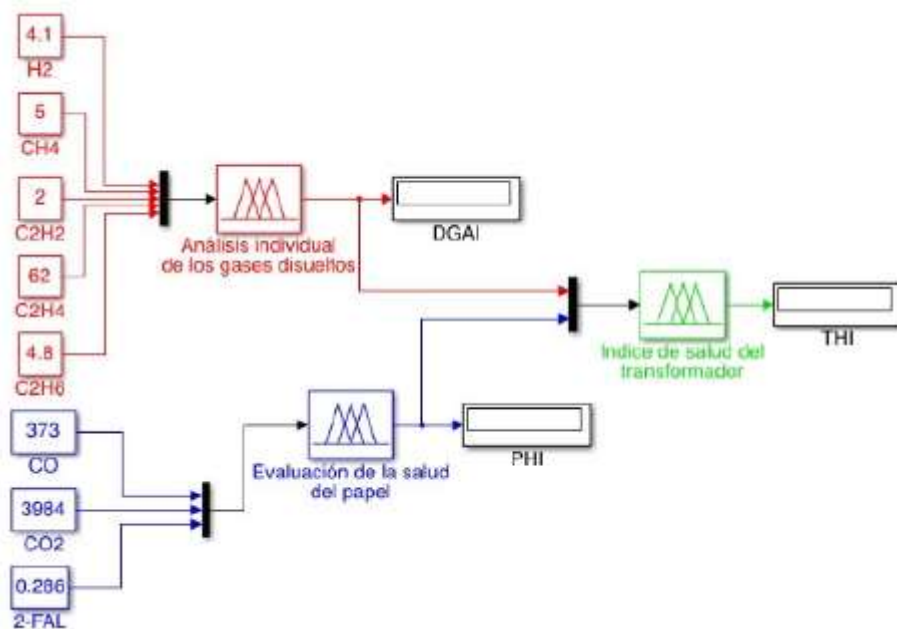 4.1
H2
5
CH4
2
C2H2
62
C2H4
4.8
C2H6
Análisis individual
de los gases disueltos
DGAI
Indice de salud del
transformador
THI
373
CO
3984
CO2
0.286
2-FAL
Evaluación de la salud
del papel
PHI